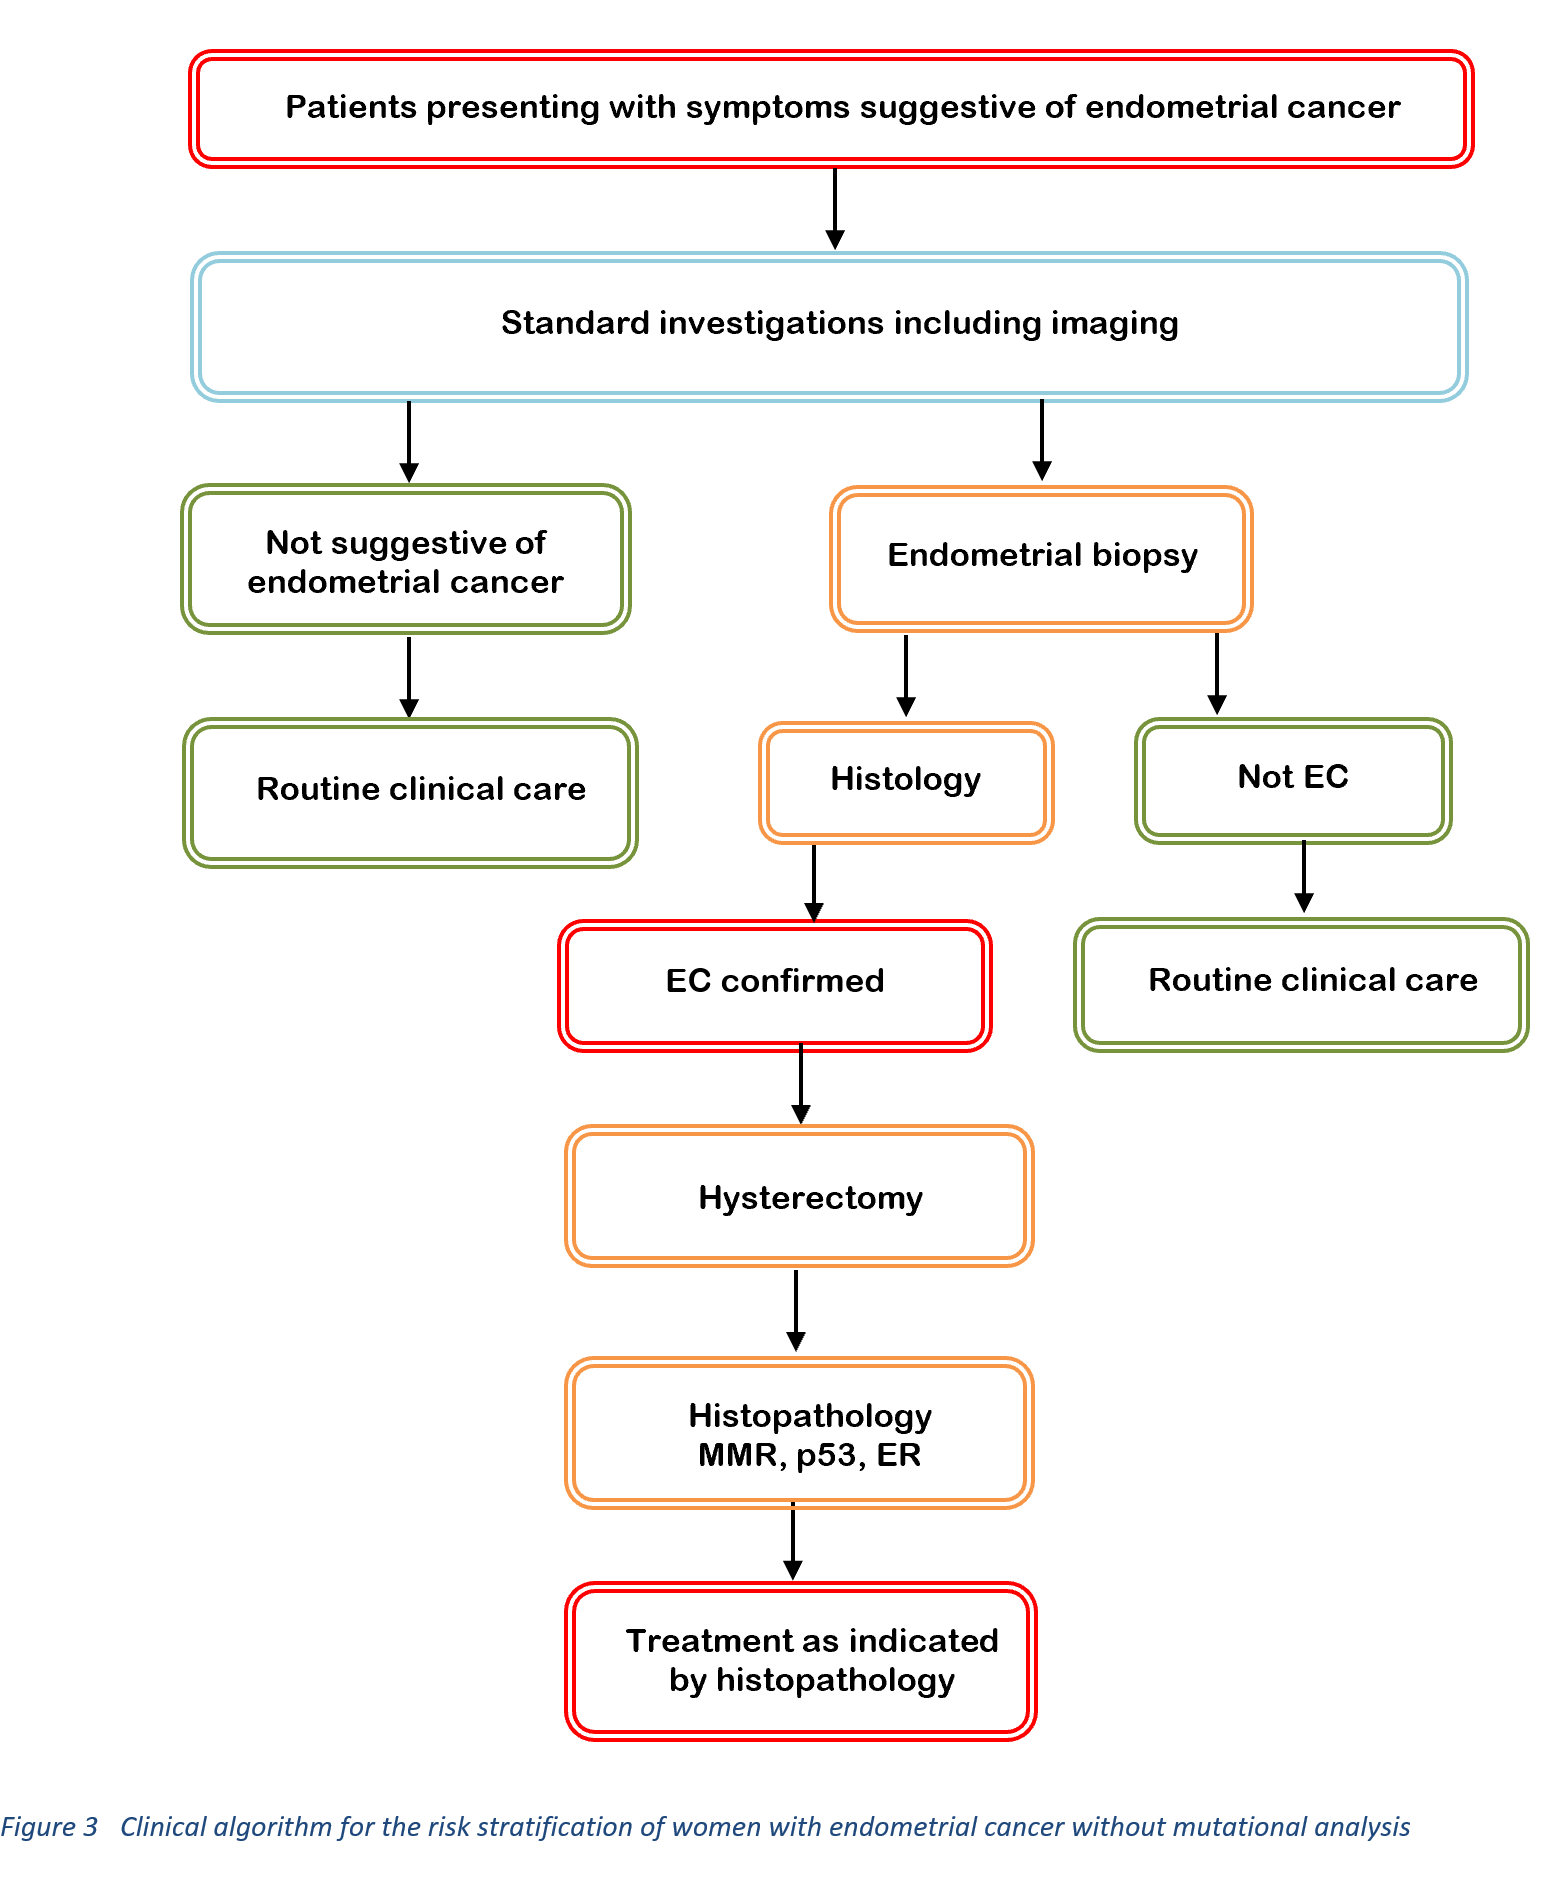 Patients presenting with symptoms suggestive of endometrial cancer
Standard investigations including imaging
Not suggestive of
endometrial cancer
Endometrial biopsy
Routine clinical care
Histology
Not EC
EC confirmed
Routine clinical care
Hysterectomy
Histopathology
MMR, p53, ER
Treatment as indicated
by histopathology
Figure 3 Clinical algorithm for the risk stratification of women with endometrial cancer without mutational analysis